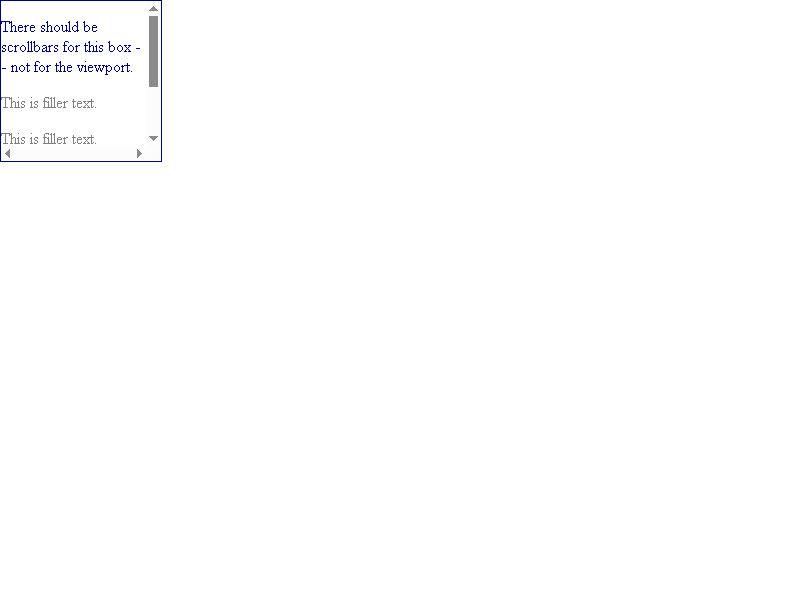 There should be
scrollbars for this box -
- not for the viewport.
This is filler text.
This is filler text.